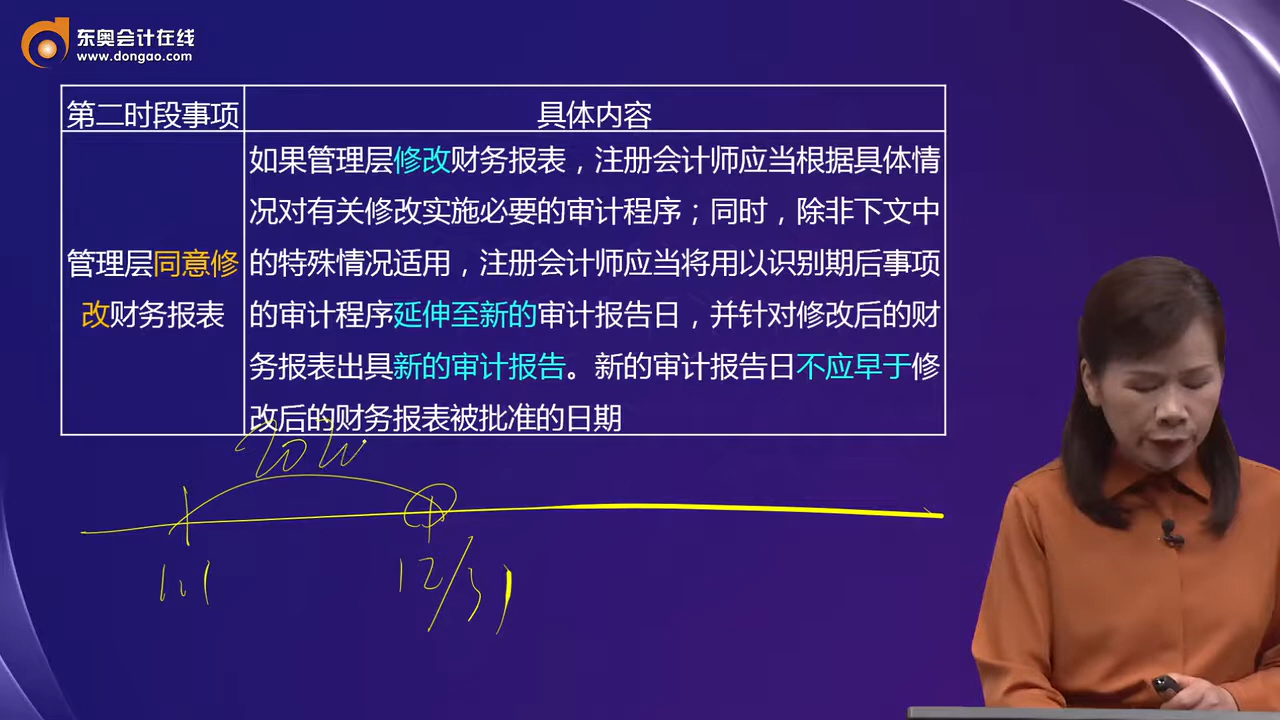 东奥会计在线
www.dongao.com
第二时段事项
具体内容
管理层同意修
改财务报表
如果管理层修改财务报表，注册会计师应当根据具体情
况对有关修改实施必要的审计程序；同时，除非下文中
的特殊情况适用，注册会计师应当将用以识别期后事项
的审计程序延伸至新的审计报告日，并针对修改后的财
务报表出具新的审计报告。新的审计报告日不应早于修
改后的财务报表被批准的日期
1.1
12/31